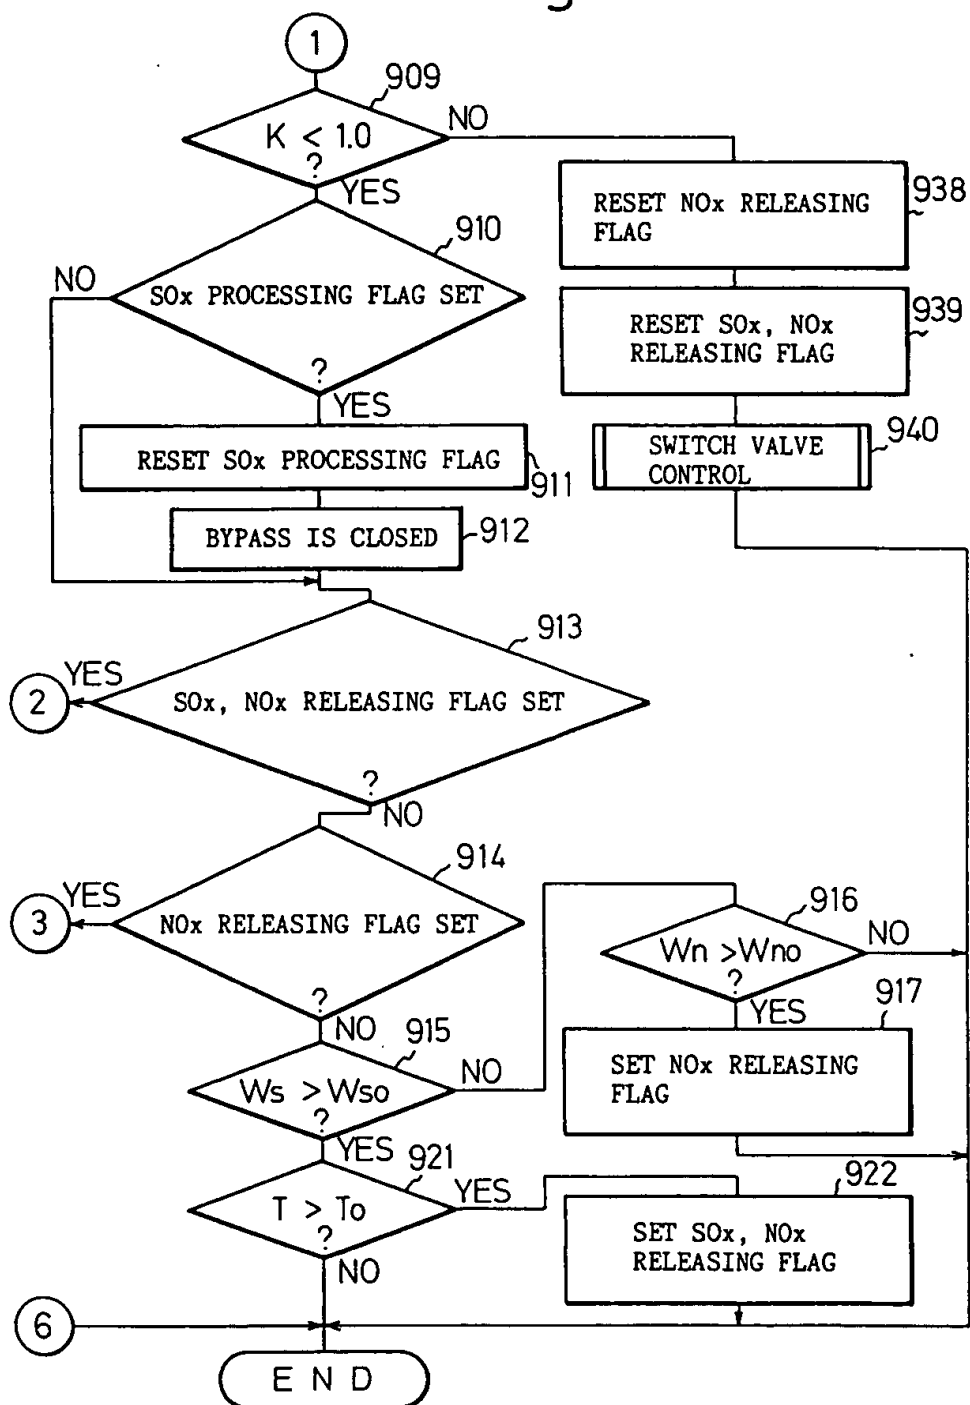 1
909
K < 1.0
?
NO
YES
938
RESET NOx RELEASING
FLAG
910
NO
SOx PROCESSING FLAG SET
?
YES
939
RESET SOx, NOx
RELEASING FLAG
RESET SOx PROCESSING FLAG
911
940
SWITCH VALVE
CONTROL
BYPASS IS CLOSED
912
913
YES
2
SOx, NOx RELEASING FLAG SET
?
NO
914
YES
3
NOx RELEASING FLAG SET
?
NO
916
Wn >Wno
?
NO
YES
917
SET NOx RELEASING
FLAG
915
Ws > Wso
?
NO
YES
921
T > To
?
YES
NO
922
SET SOx, NOx
RELEASING FLAG
6
END